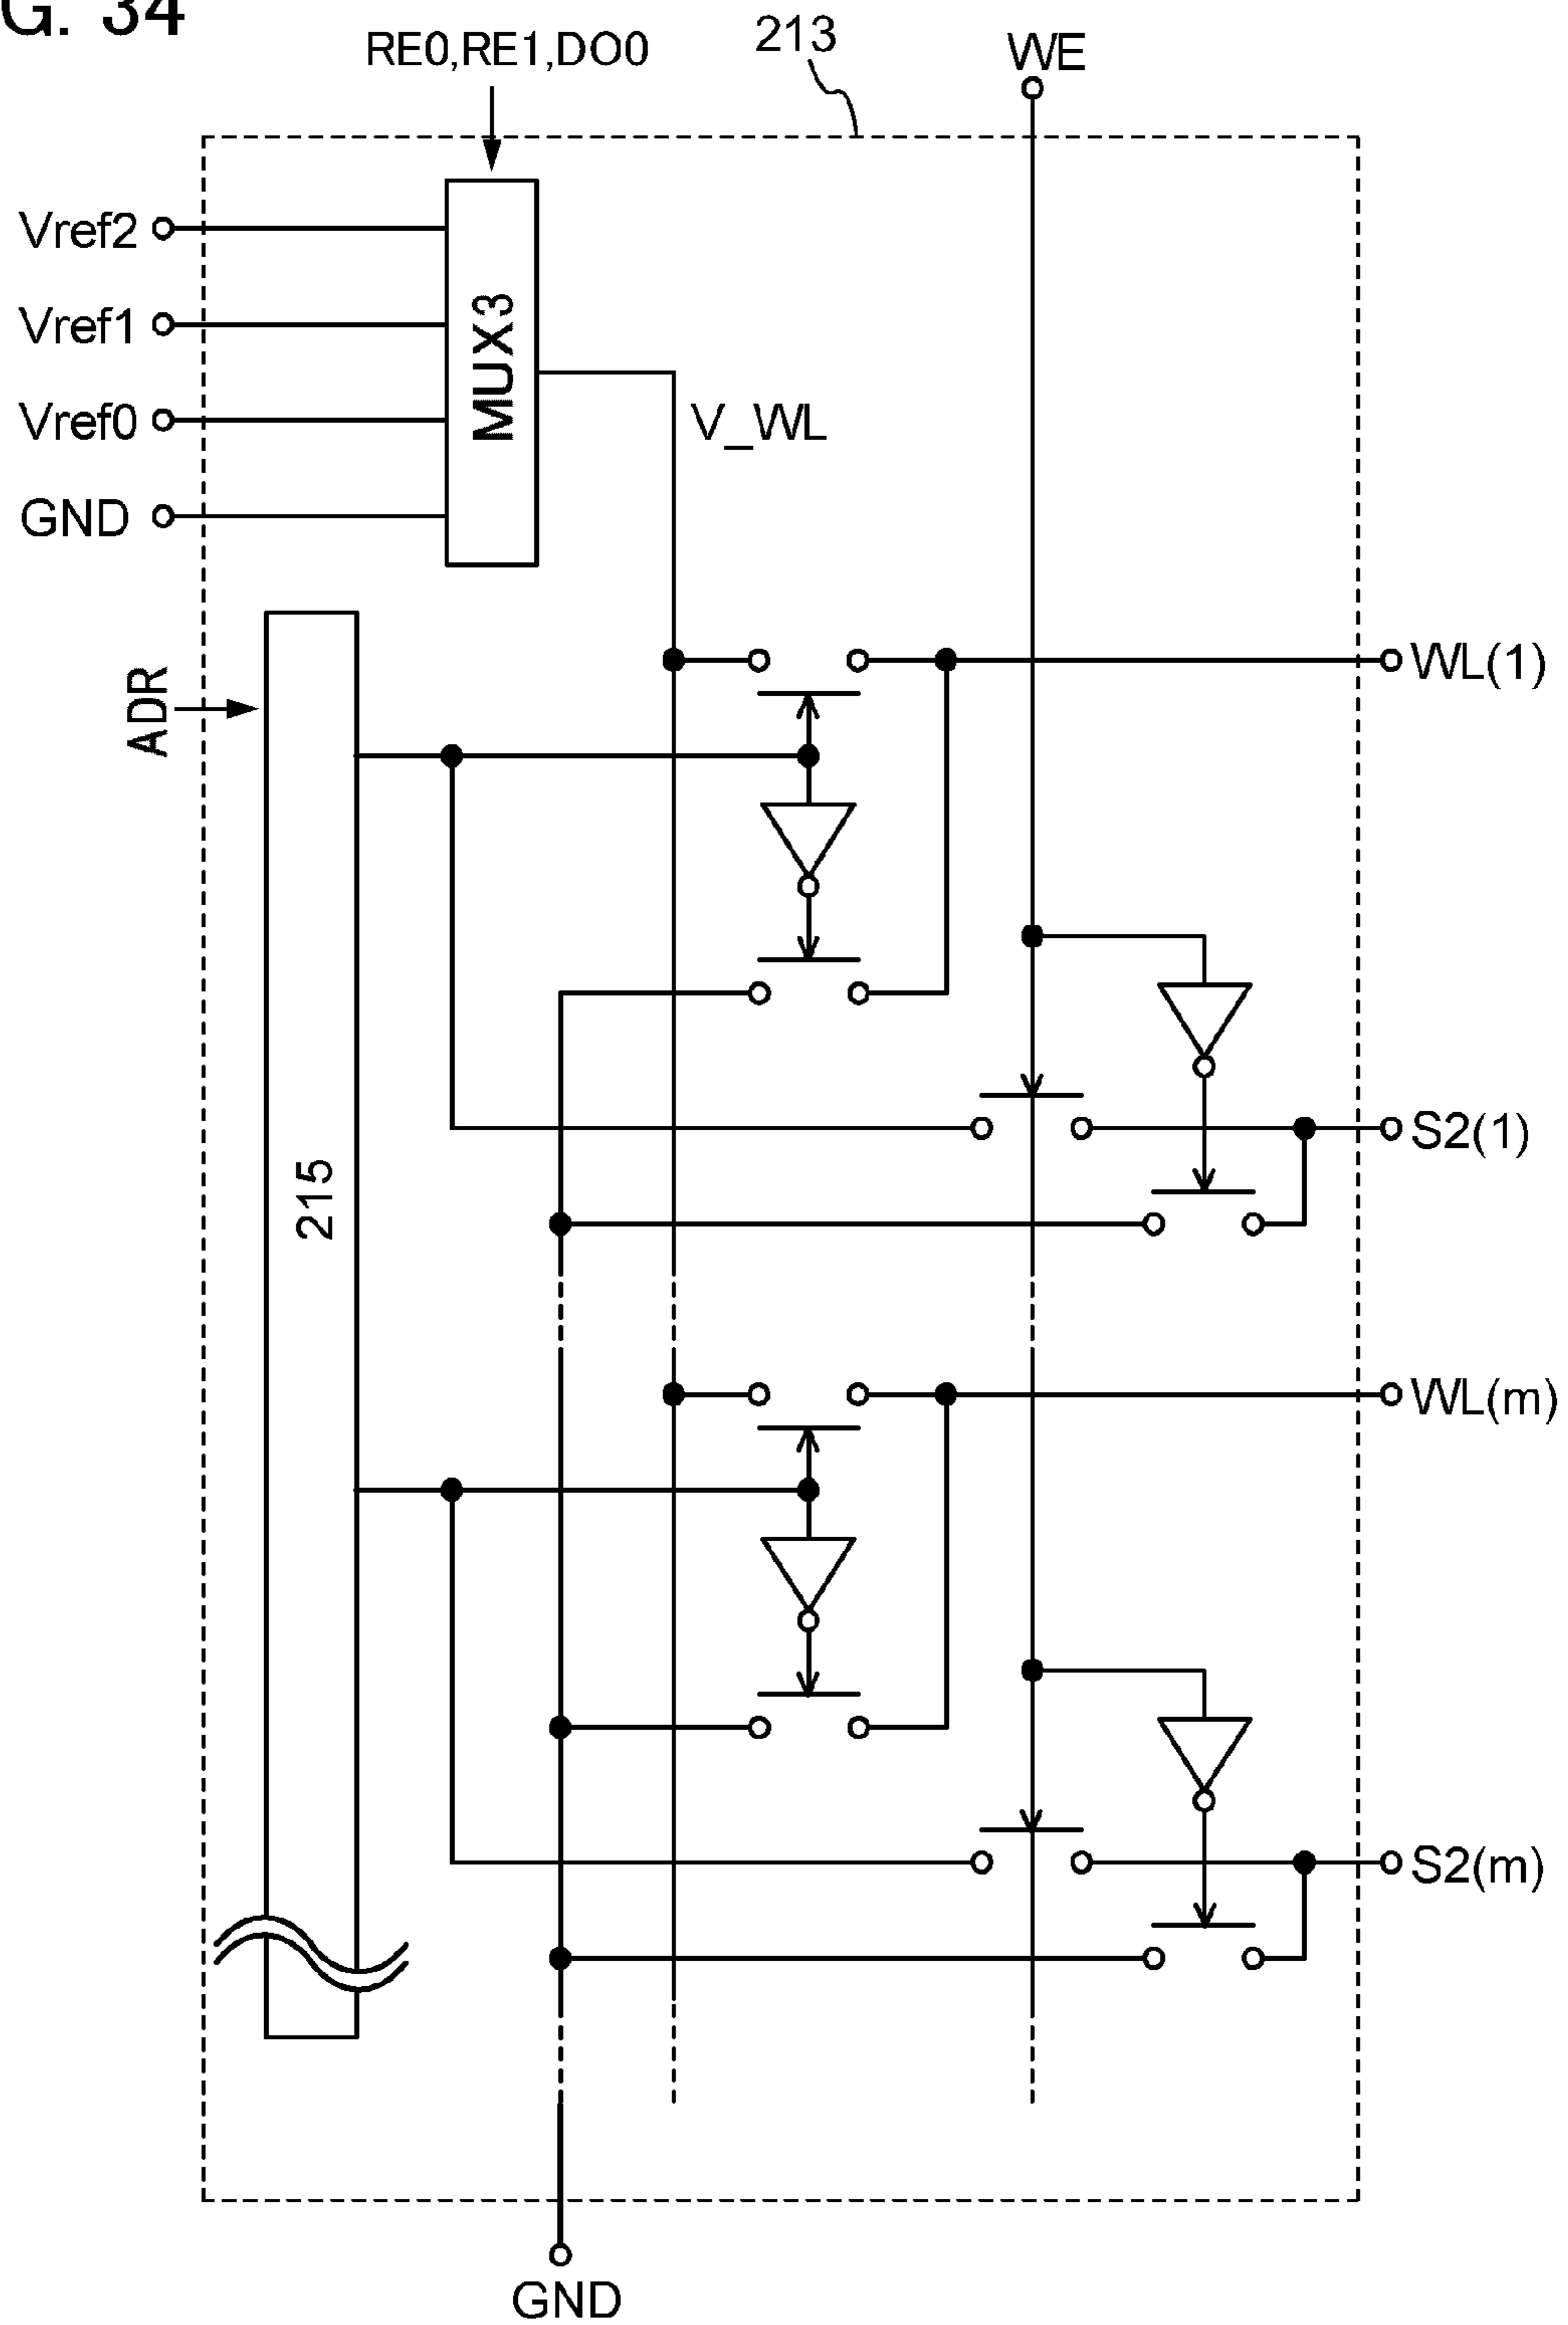 G. 34
RE0,RE1,DO0
213
WE
Vref2
Vref1
Vref0
GND
MUX3
V_WL
ADR
WL(1)
215
S2(1)
WL(m)
S2(m)
GND